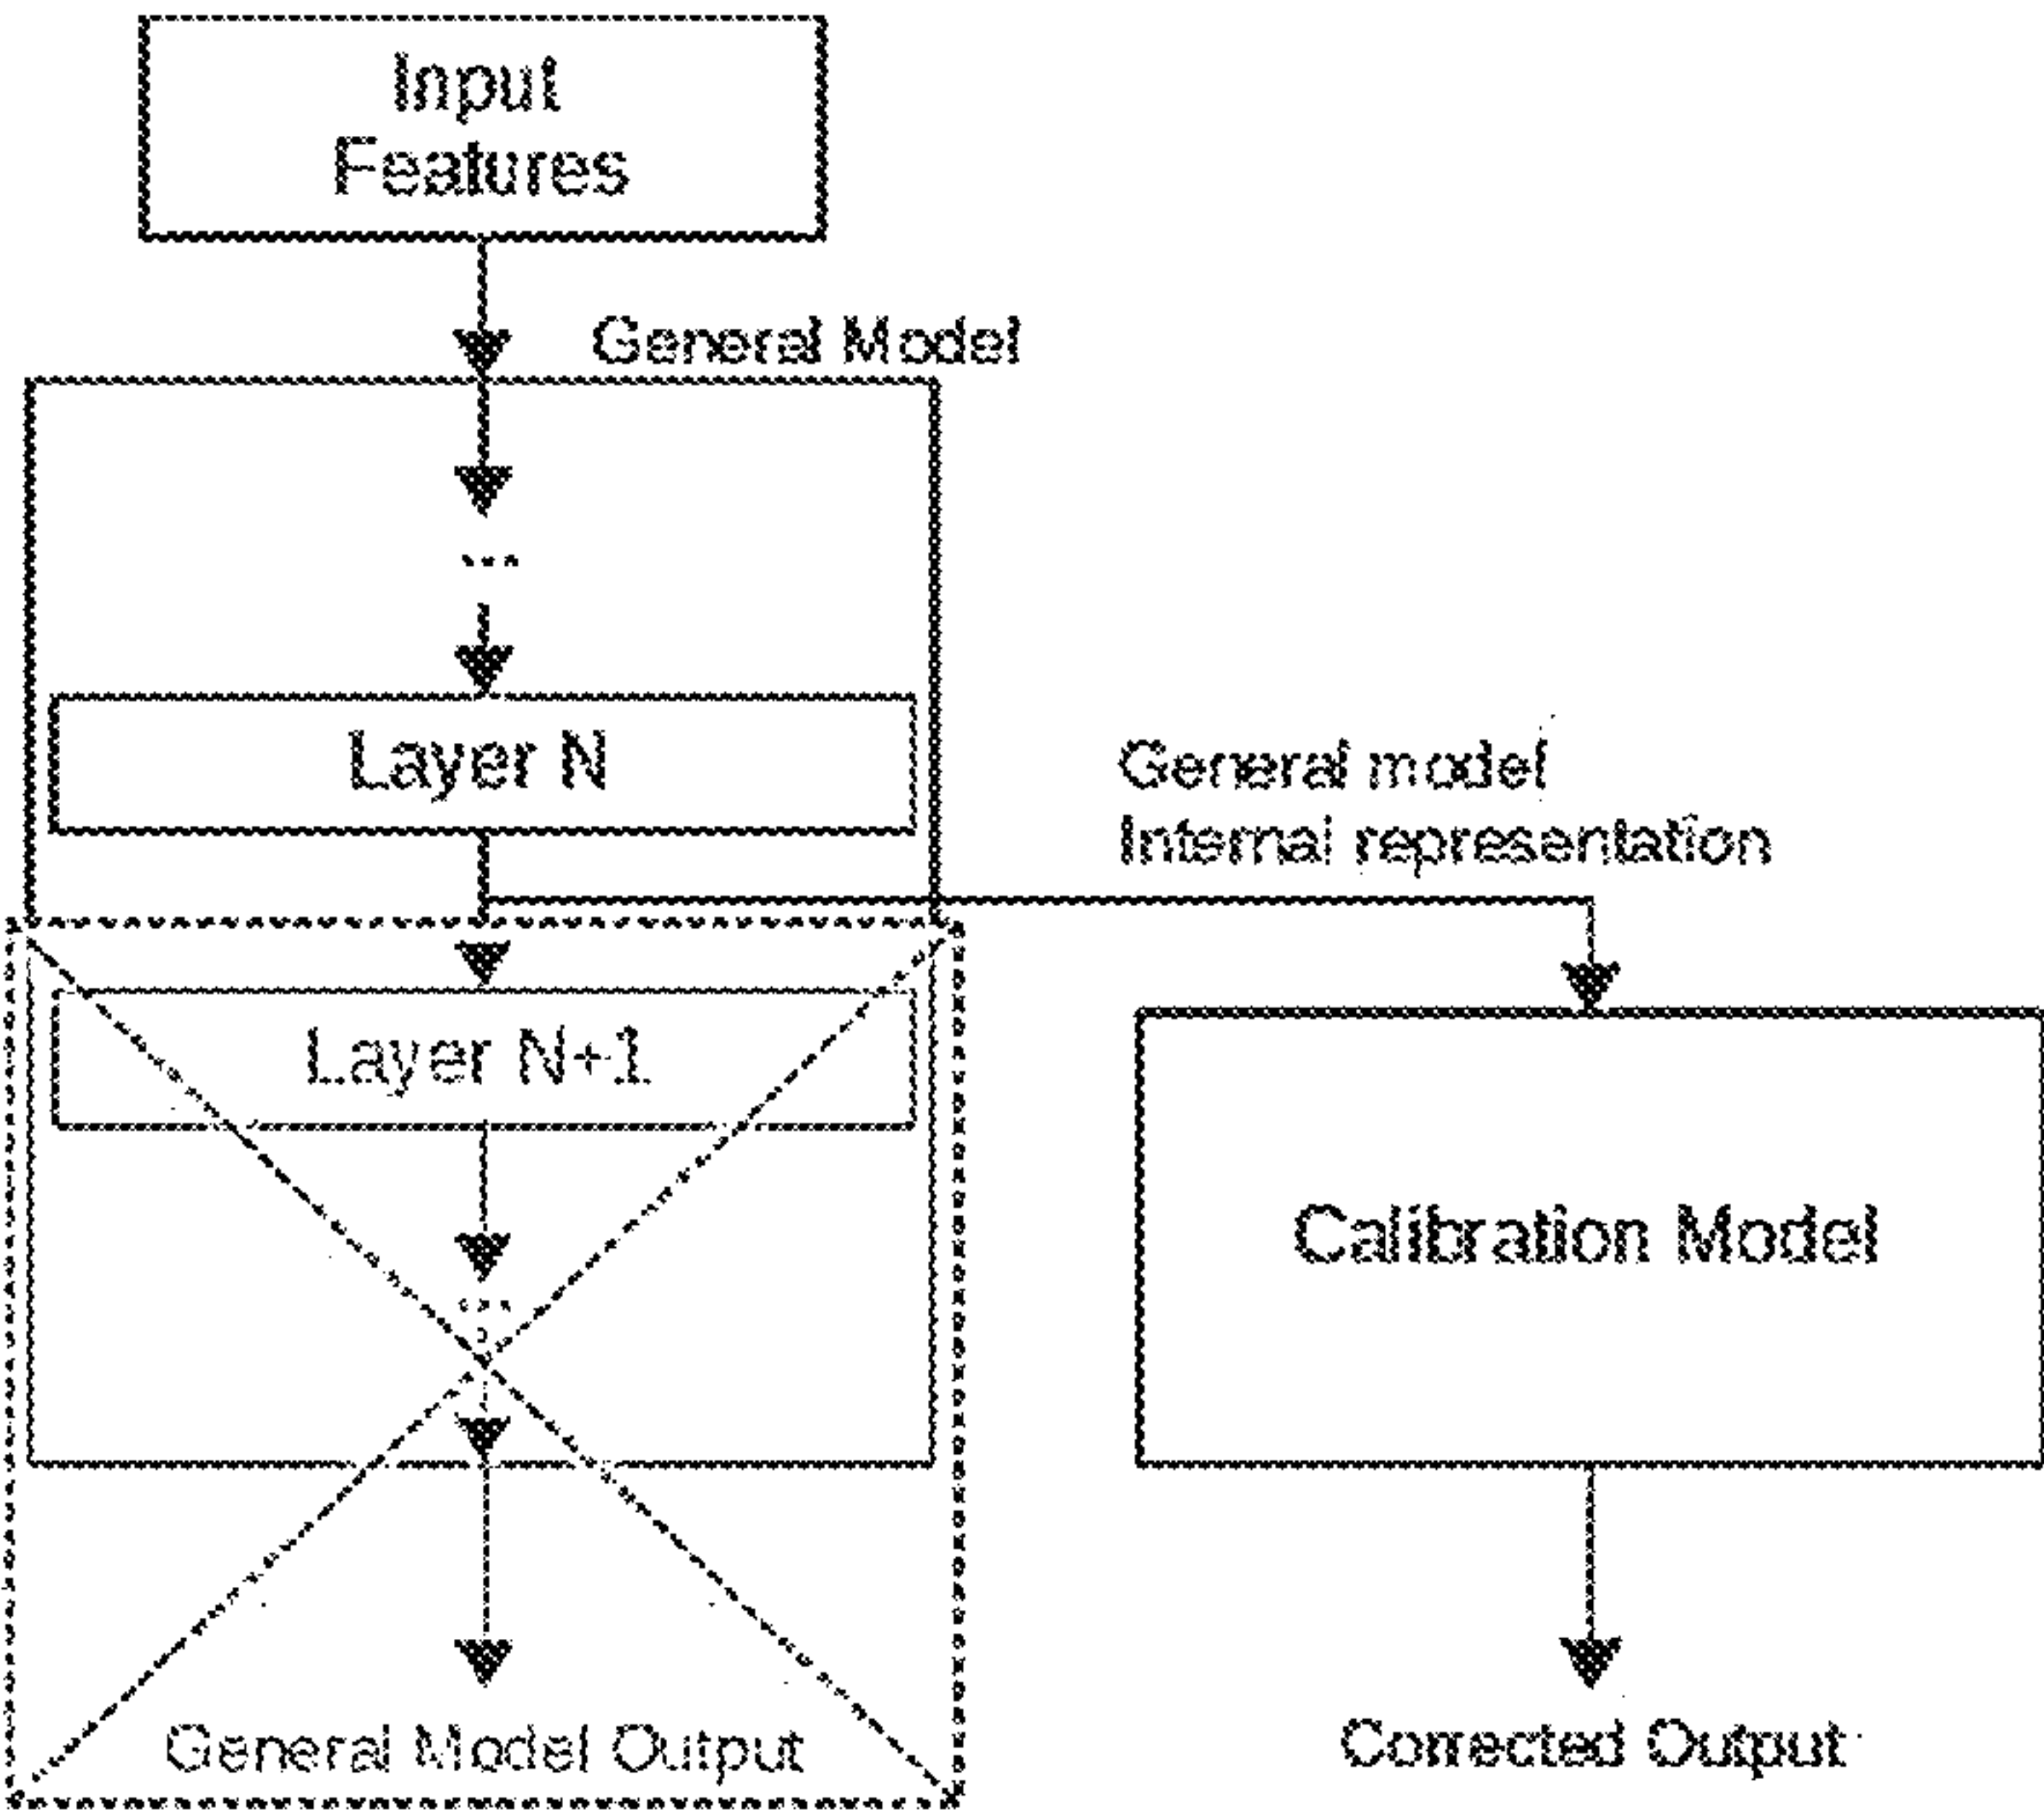 Input
Features
General Model
...
Layer N
General model
Internal representation
Layer N+1
...
Calibration Model
General Model Output
Corrected Output